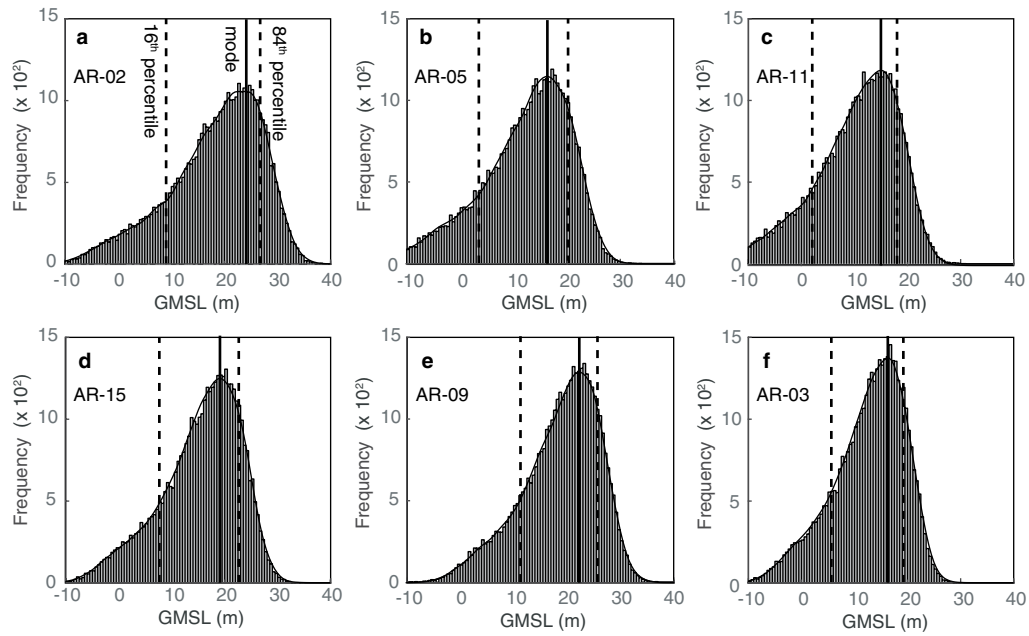 a
AR-02
16th percentile
mode
84th percentile
Frequency (x 10²)
15
10
5
0
-10 0 10 20 30 40
GMSL (m)
b
AR-05
Frequency (x 10²)
15
10
5
0
-10 0 10 20 30 40
GMSL (m)
c
AR-11
Frequency (x 10²)
15
10
5
0
-10 0 10 20 30 40
GMSL (m)
d
AR-15
Frequency (x 10²)
15
10
5
0
-10 0 10 20 30 40
GMSL (m)
e
AR-09
Frequency (x 10²)
15
10
5
0
-10 0 10 20 30 40
GMSL (m)
f
AR-03
Frequency (x 10²)
15
10
5
0
-10 0 10 20 30 40
GMSL (m)